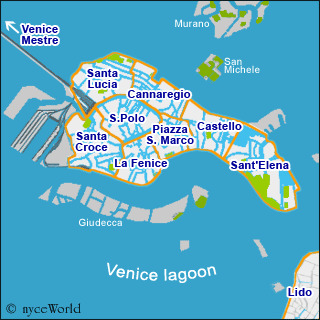 Murano
Venice
Mestre
San
Michele
Santa
Lucia
Cannaregio
S.Polo
Piazza
S. Marco
Castello
Santa
Croce
La Fenice
Sant'Elena
Giudecca
Venice lagoon
Lido
© nyceWorld